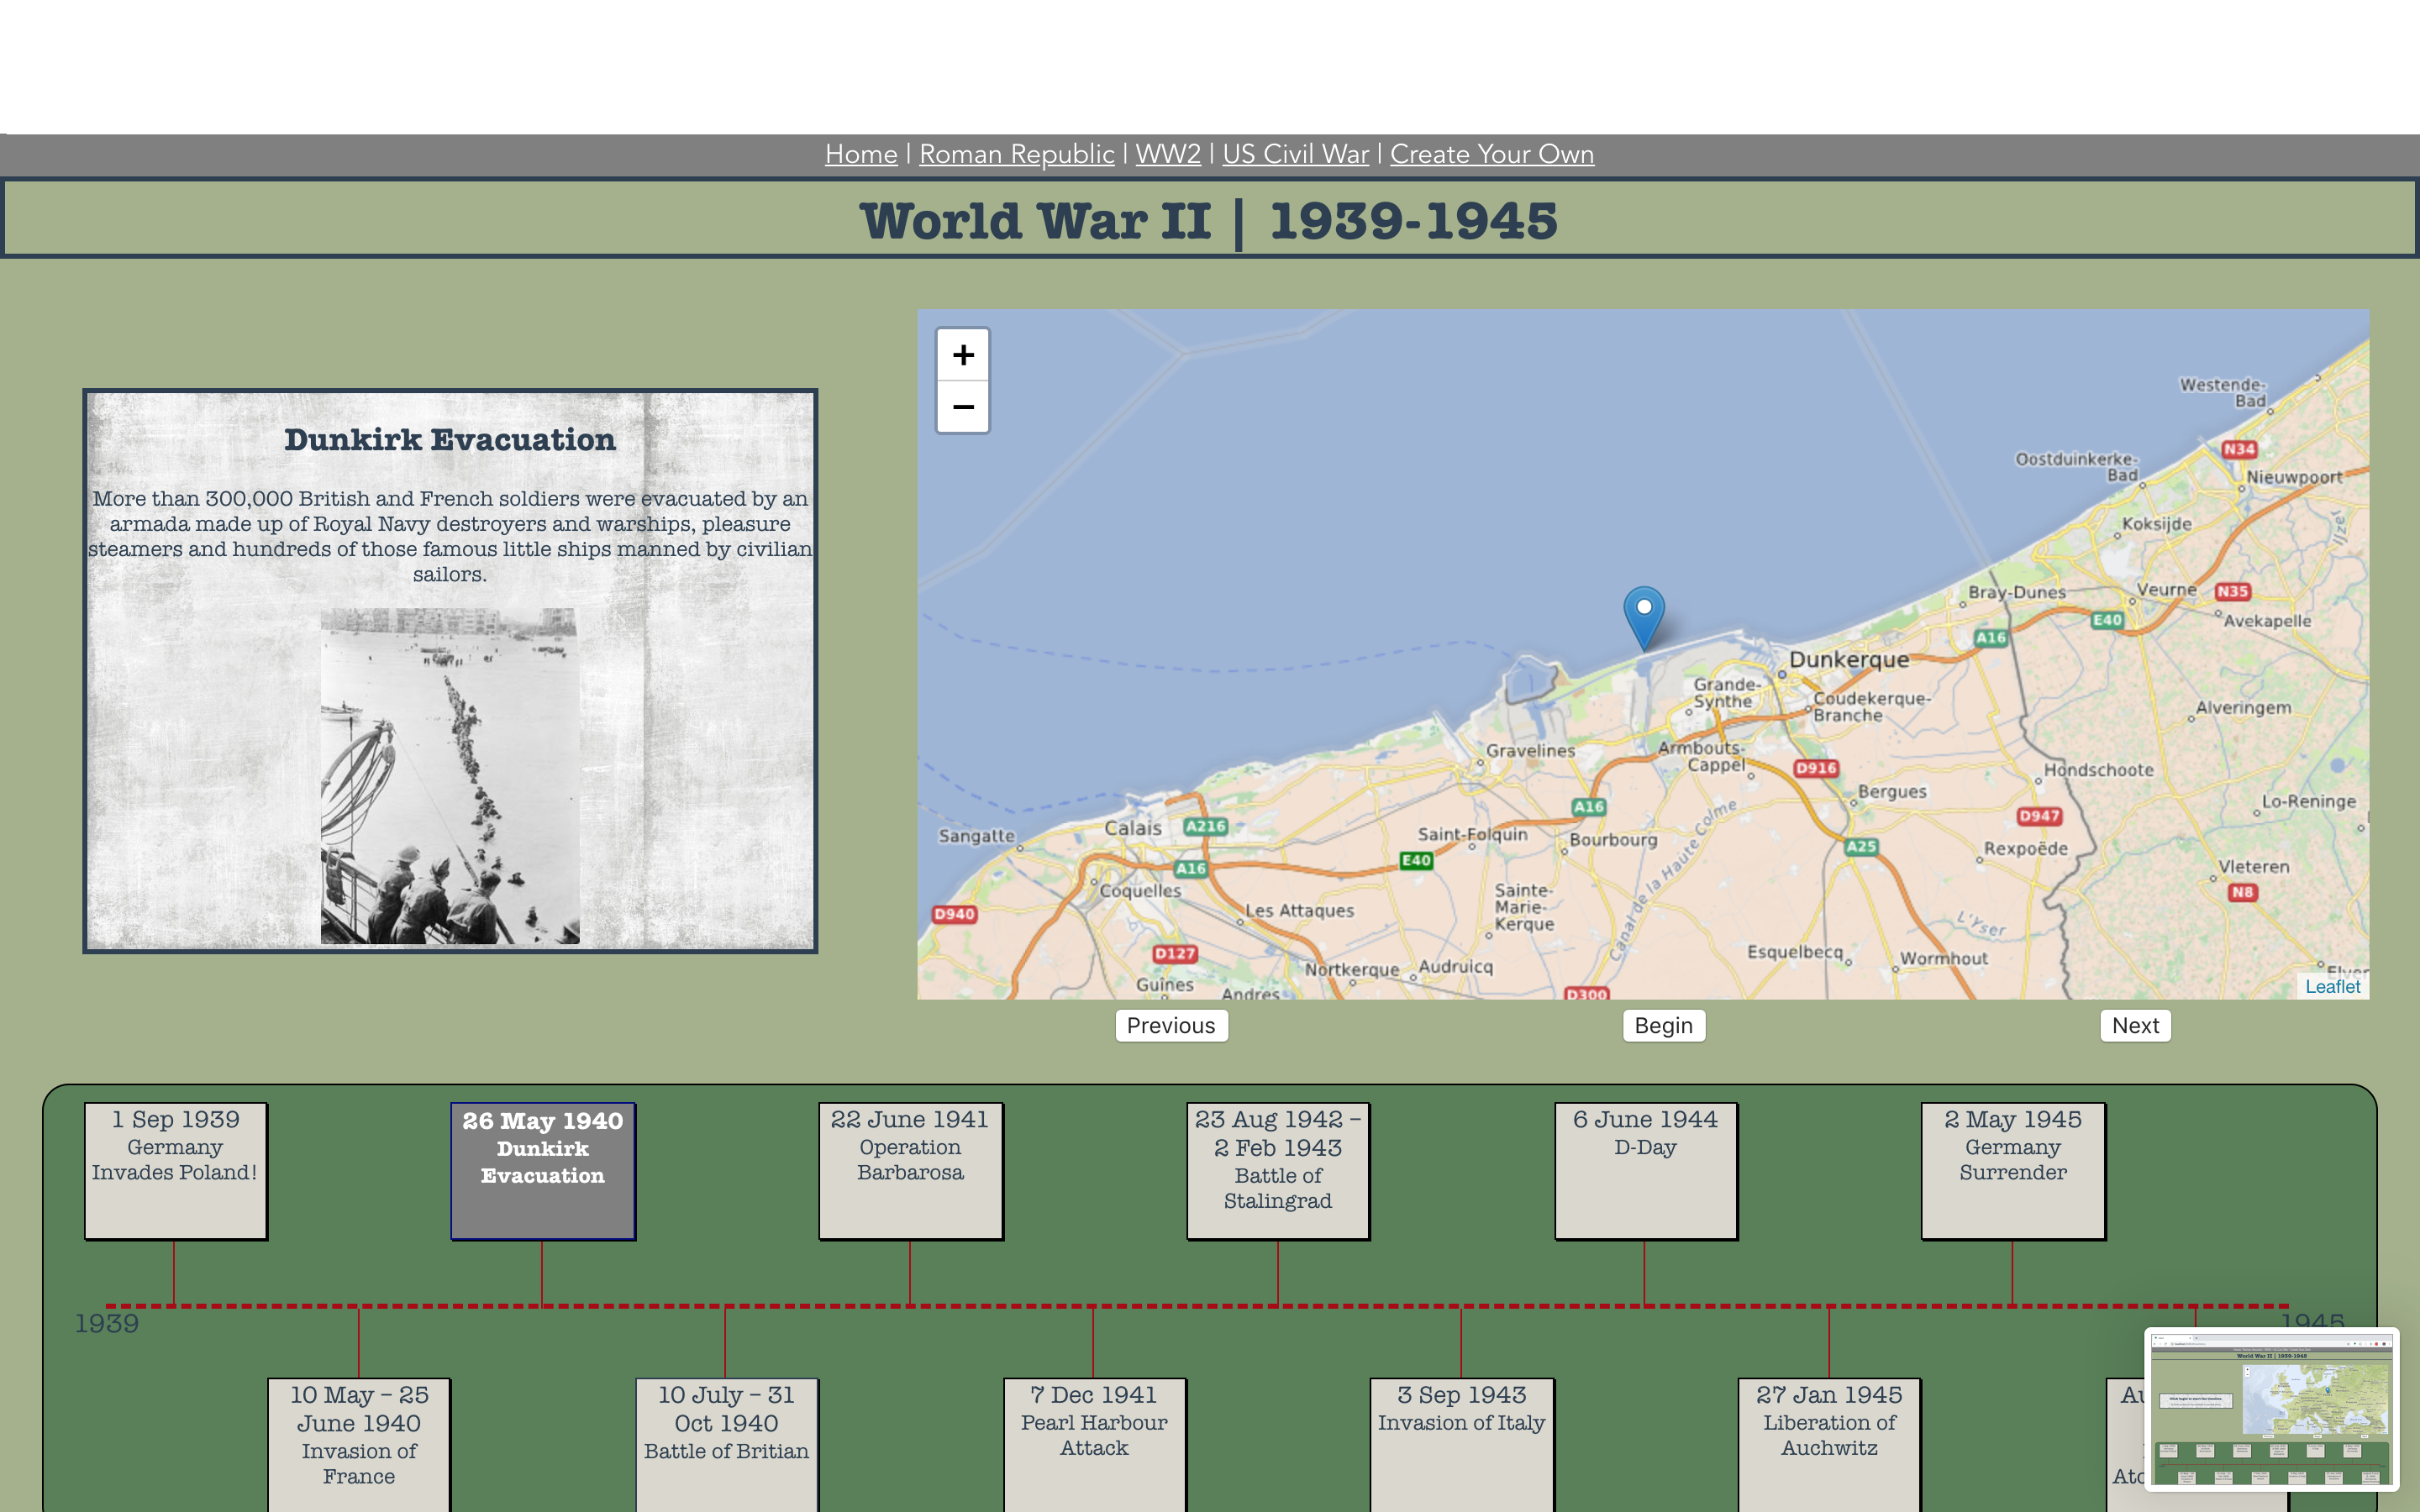 Home | Roman Republic | WW2 | US Civil War | Create Your Own
World War II | 1939-1945
Dunkirk Evacuation
More than 300,000 British and French soldiers were evacuated by an
armada made up of Royal Navy destroyers and warships, pleasure
steamers and hundreds of those famous little ships manned by civilian
sailors.
+
−
Westende-
Bad
N34
Oostduinkerke-
Bad
Nieuwpoort
Koksijde
Ijzer
Bray-Dunes
Veurne
N35
E40
Avekapelle
A16
Dunkerque
Grande-
Synthe
Coudekerque-
Branche
Alveringem
Gravelines
Armbouts-
Cappel
D916
Hondschoote
Bergues
Lo-Reninge
A16
Canal de la Haute Colme
D947
Sangatte
Calais
A216
Saint-Folquin
Bourbourg
A25
Rexpoëde
E40
A16
Vleteren
Coquelles
Sainte-
Marie-
Kerque
N8
D940
Les Attaques
L'Yser
D127
Esquelbecq
Wormhout
Nortkerque
Audruicq
Guînes
Andres
D300
Leaflet
Previous
Begin
Next
1 Sep 1939
Germany
Invades Poland!
26 May 1940
Dunkirk
Evacuation
22 June 1941
Operation
Barbarosa
23 Aug 1942 –
2 Feb 1943
Battle of
Stalingrad
6 June 1944
D-Day
2 May 1945
Germany
Surrender
1939
1945
10 May – 25
June 1940
Invasion of
France
10 July – 31
Oct 1940
Battle of Britian
7 Dec 1941
Pearl Harbour
Attack
3 Sep 1943
Invasion of Italy
27 Jan 1945
Liberation of
Auchwitz
World War II | 1939-1945